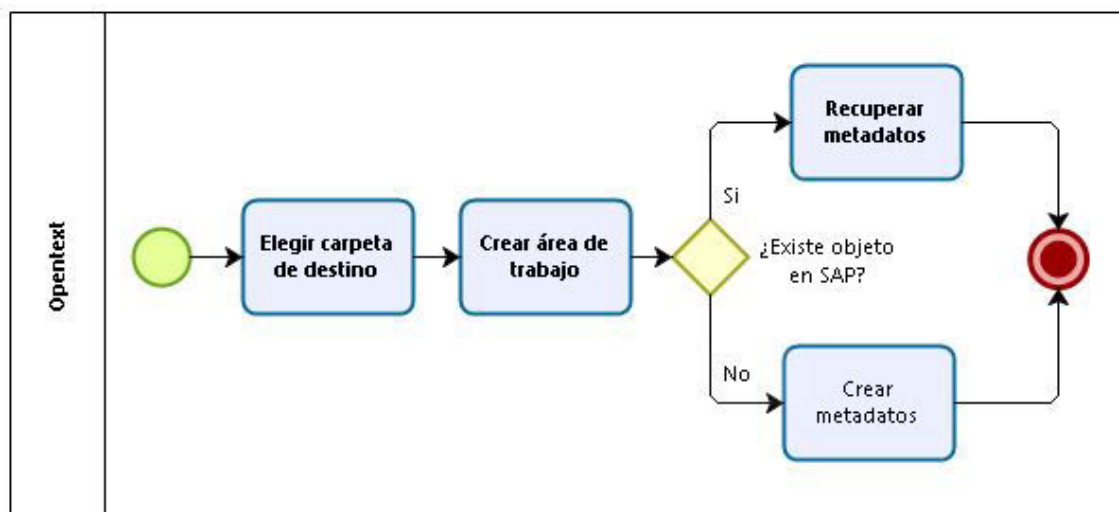 Opentext
Elegir carpeta
de destino
Crear área de
trabajo
Si
¿Existe objeto
en SAP?
No
Recuperar
metadatos
Crear
metadatos